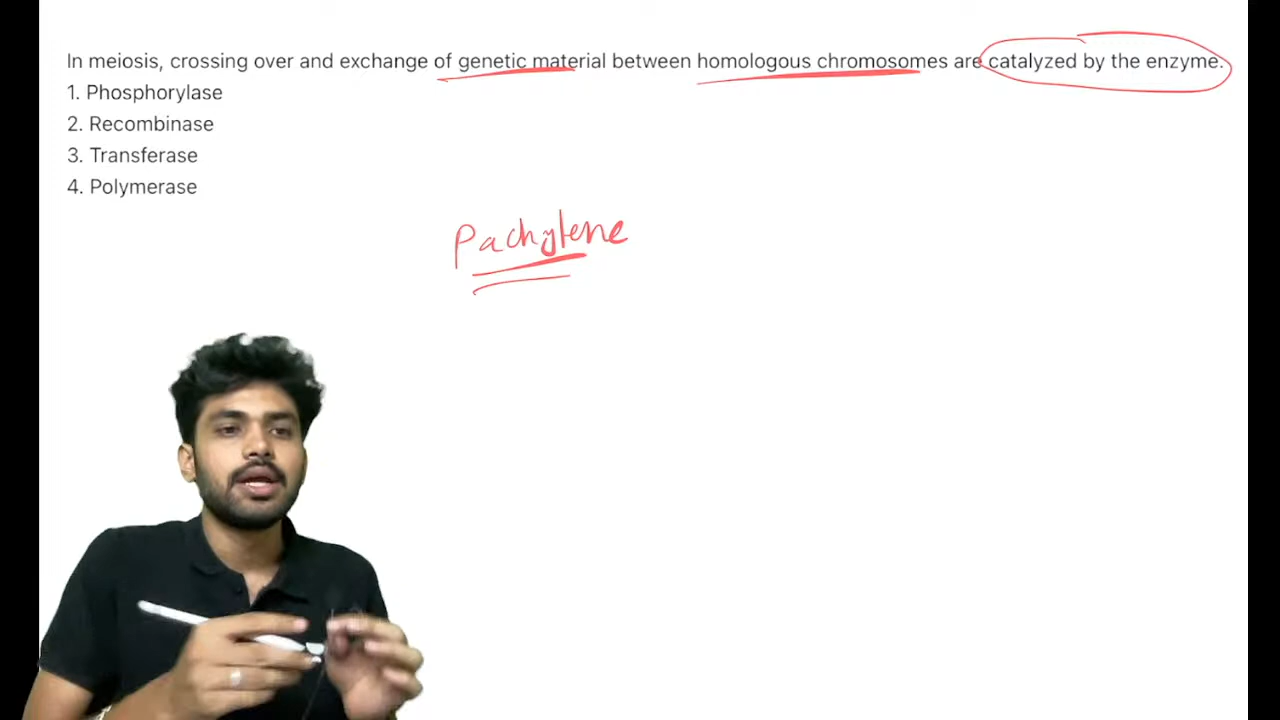 In meiosis, crossing over and exchange of genetic material between homologous chromosomes are catalyzed by the enzyme.
1. Phosphorylase
2. Recombinase
3. Transferase
4. Polymerase
Pachytene